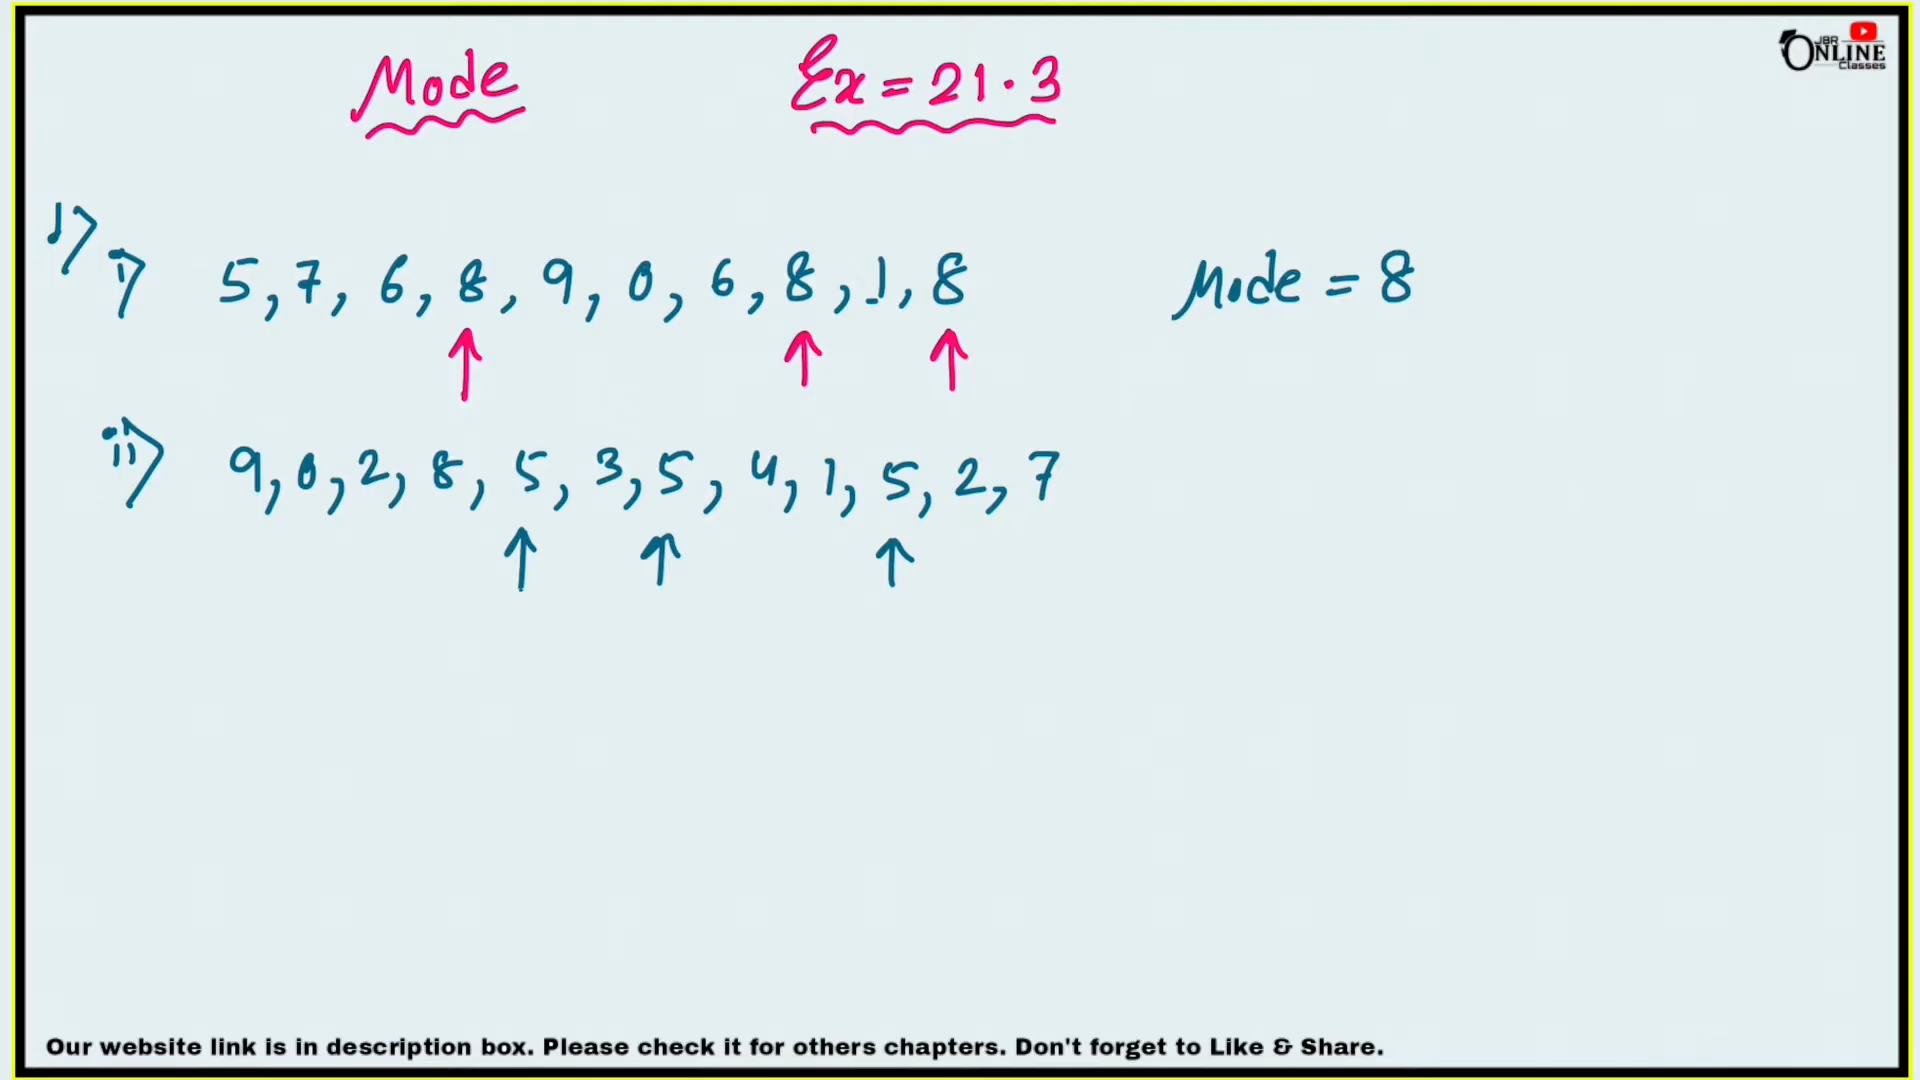 Mode Ex = 21.3
JBR ONLINE Classes
1)
i) 5, 7, 6, 8, 9, 0, 6, 8, 1, 8 Mode = 8
ii) 9, 0, 2, 8, 5, 3, 5, 4, 1, 5, 2, 7
Our website link is in description box. Please check it for others chapters. Don't forget to Like & Share.